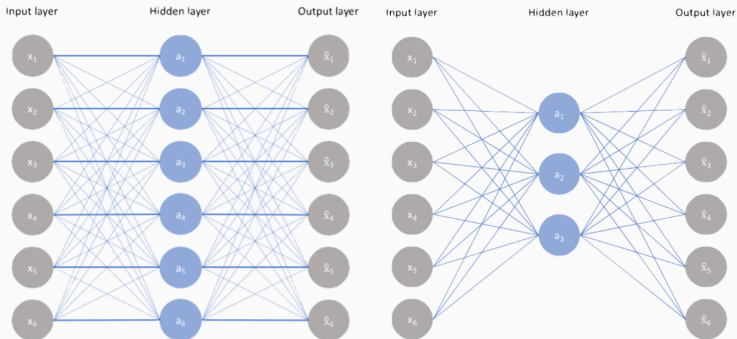 Input layer Hidden layer Output layer
x₁ a₁ x̂₁
x₂ a₂ x̂₂
x₃ a₃ x̂₃
x₄ a₄ x̂₄
x₅ a₅ x̂₅
x₆ a₆ x̂₆
Input layer Hidden layer Output layer
x₁ x̂₁
a₁
x₂ x̂₂
x₃ a₂ x̂₃
x₄ a₃ x̂₄
x₅ x̂₅
x₆ x̂₆